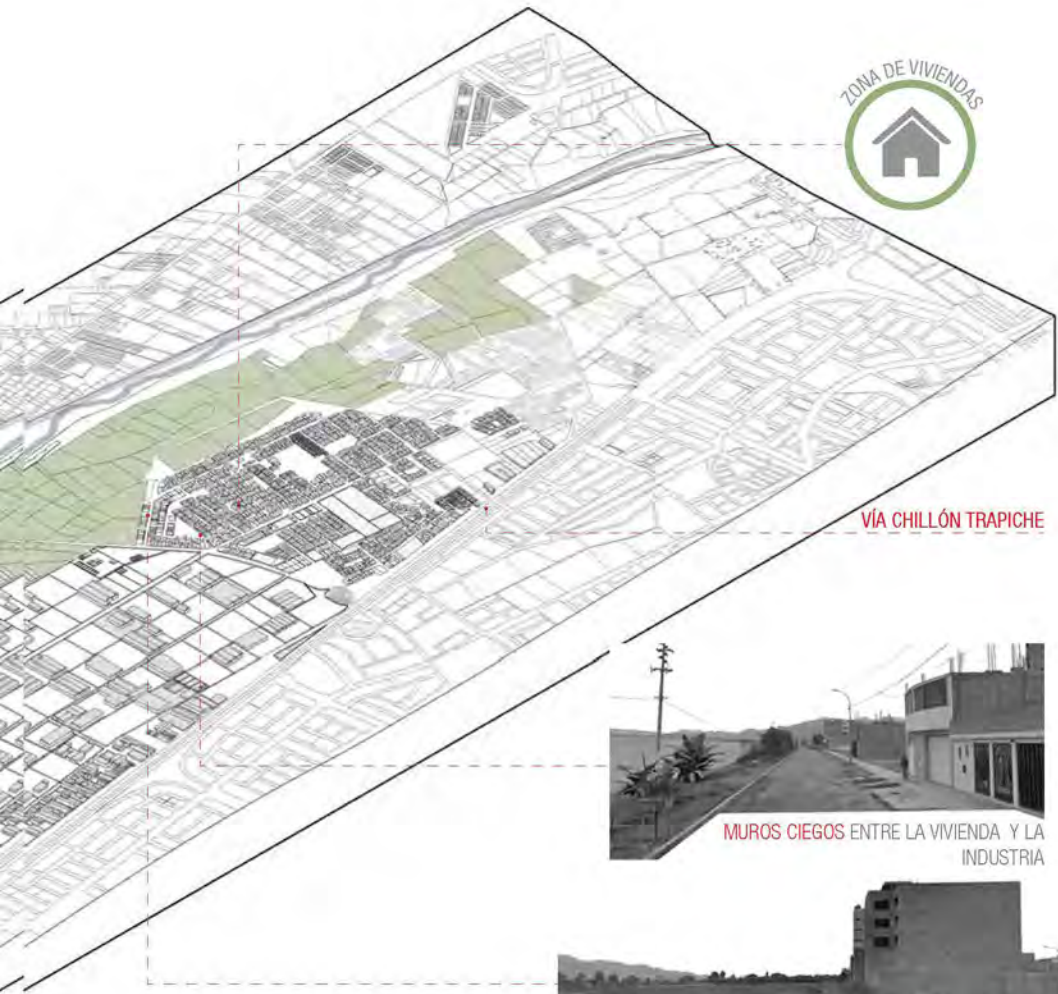 ZONA DE VIVIENDAS
VÍA CHILLÓN TRAPICHE
MUROS CIEGOS ENTRE LA VIVIENDA Y LA
INDUSTRIA